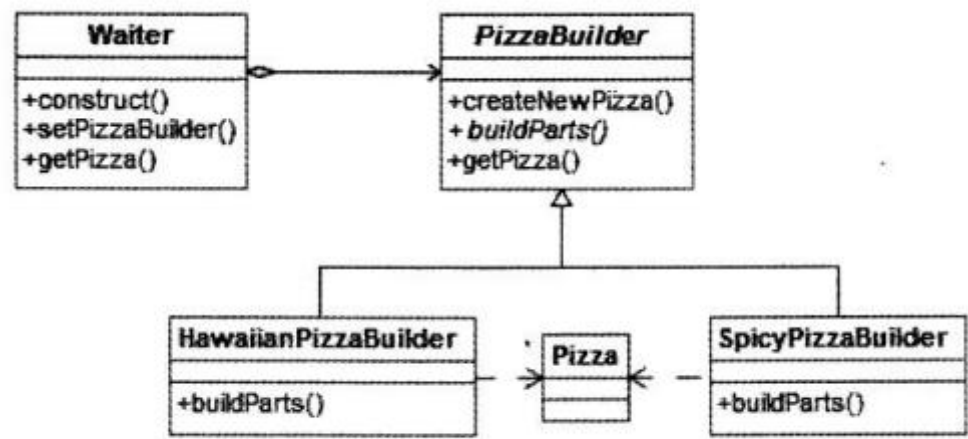 Waiter
+construct()
+setPizzaBuilder()
+getPizza()
PizzaBuilder
+createNewPizza()
+ buildParts()
+getPizza()
HawaiianPizzaBuilder
+buildParts()
Pizza
SpicyPizzaBuilder
+buildParts()